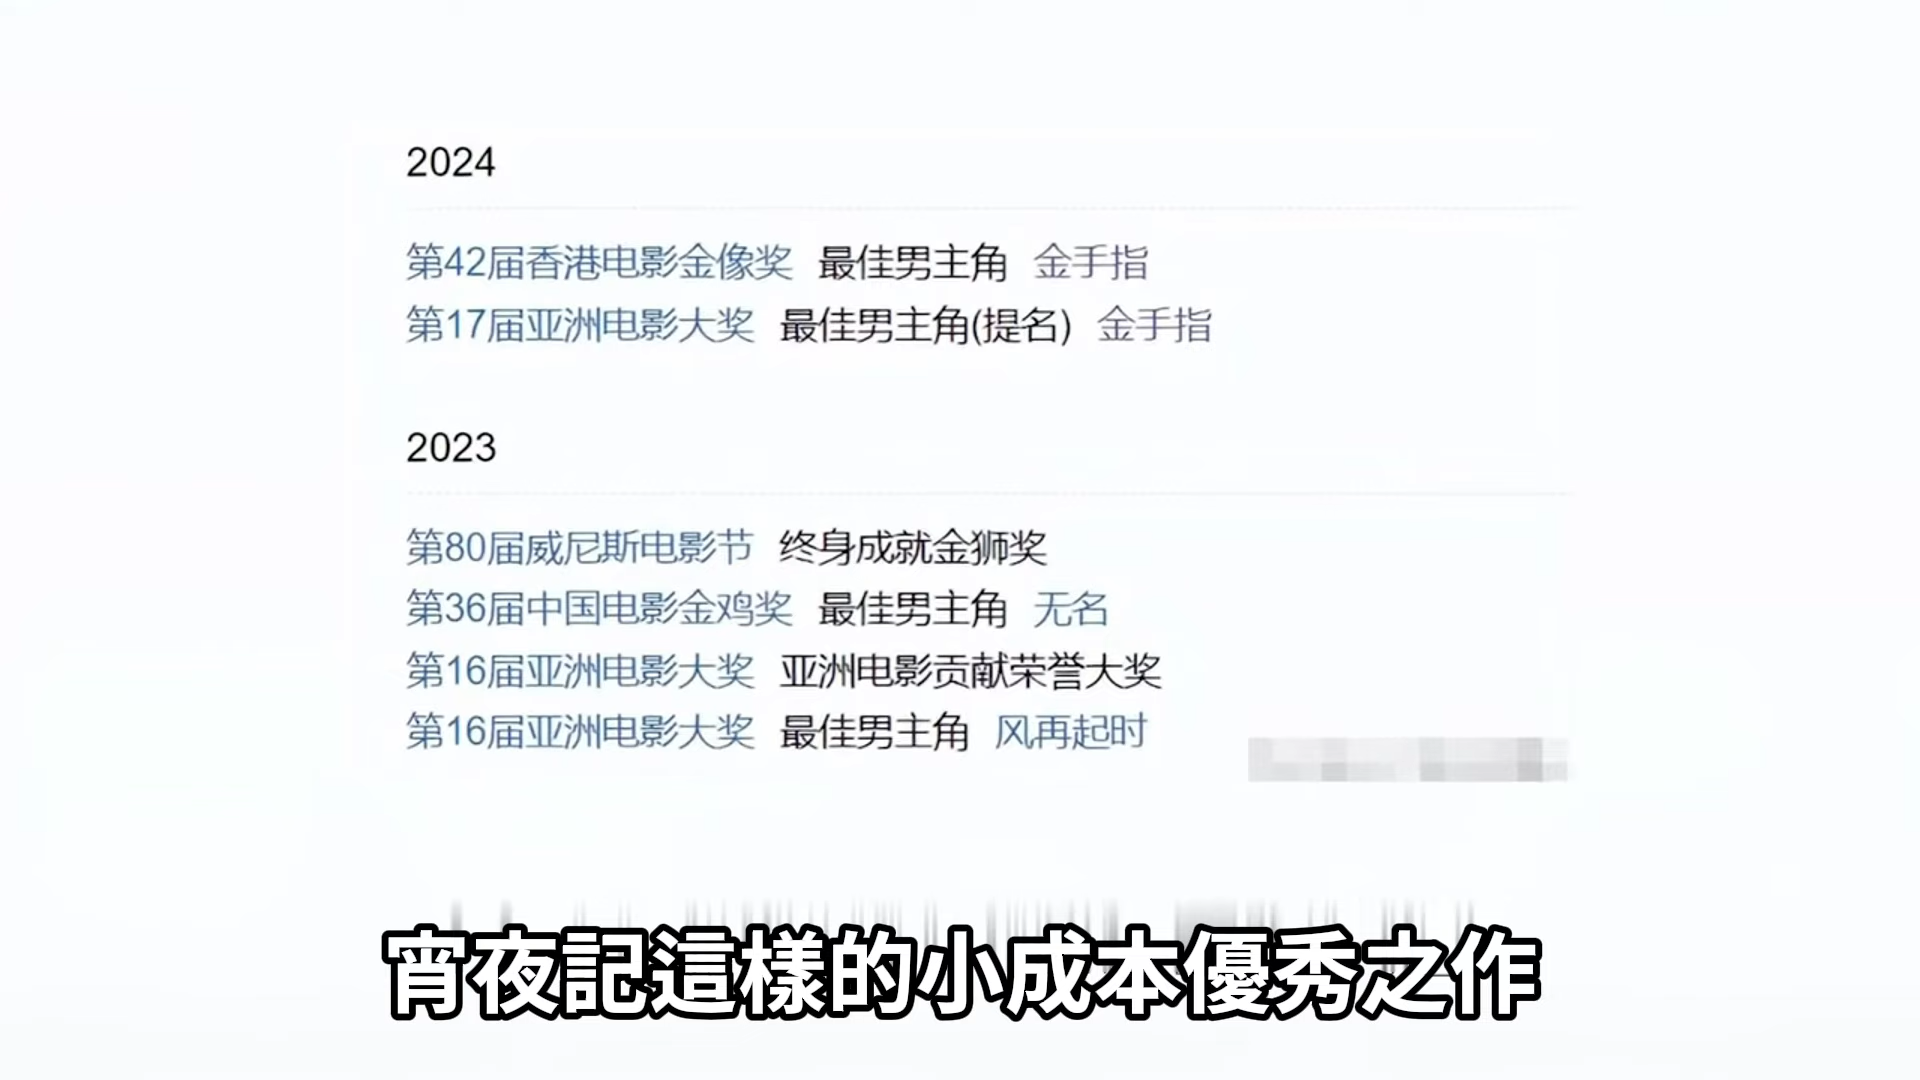 2024
第42届香港电影金像奖 最佳男主角 金手指
第17届亚洲电影大奖 最佳男主角(提名) 金手指
2023
第80届威尼斯电影节 终身成就金狮奖
第36届中国电影金鸡奖 最佳男主角 无名
第16届亚洲电影大奖 亚洲电影贡献荣誉大奖
第16届亚洲电影大奖 最佳男主角 风再起时
宵夜記這樣的小成本優秀之作